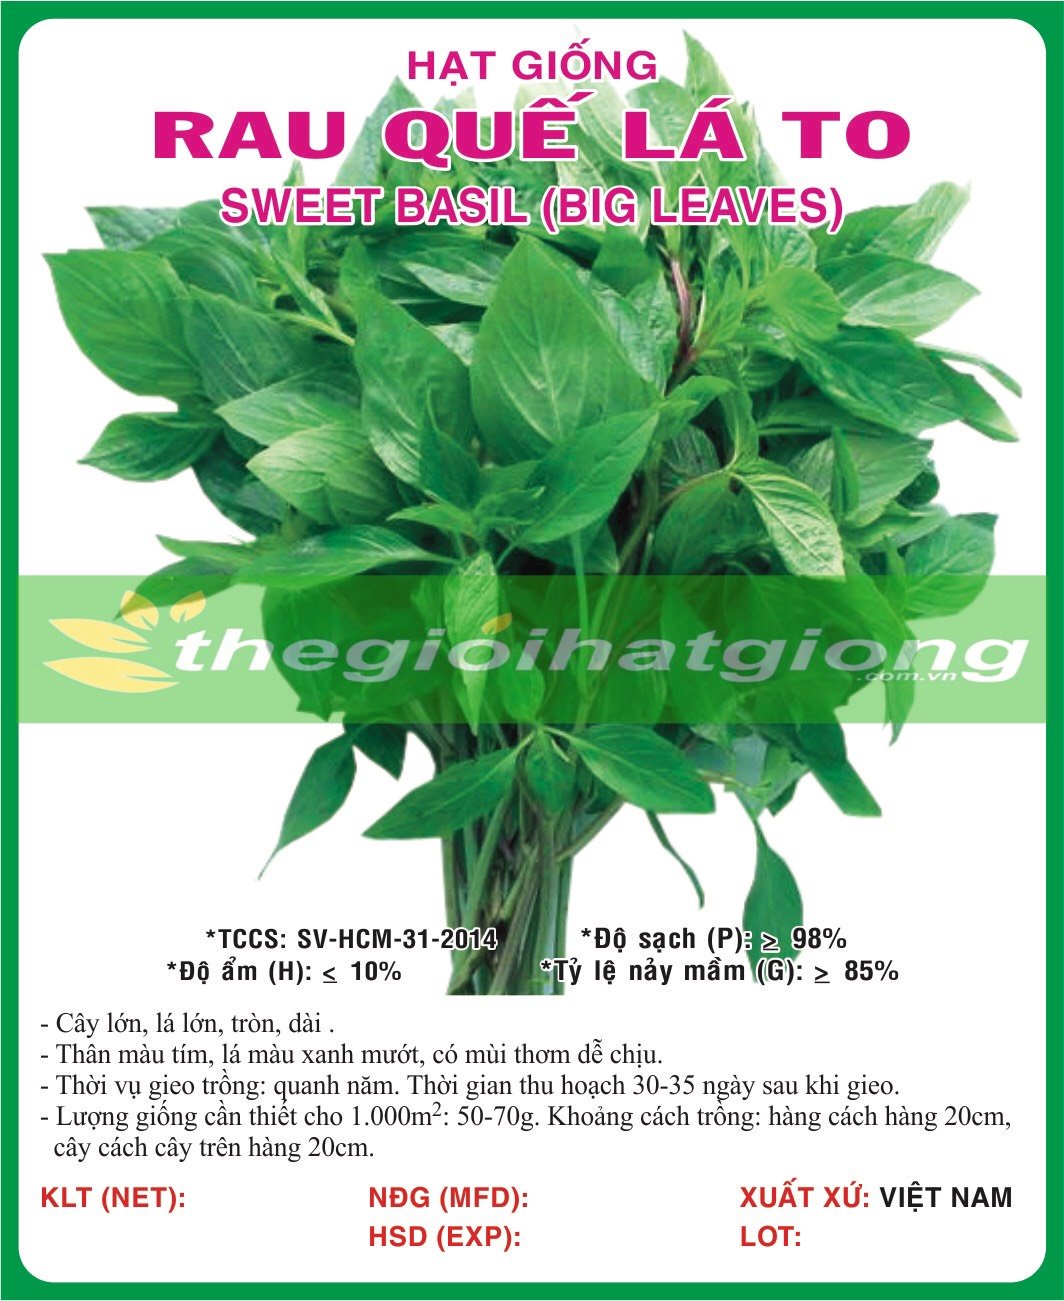 HẠT GIỐNG
RAU QUẾ LÁ TO
SWEET BASIL (BIG LEAVES)
thegioihatgiong
.com.vn
*TCCS: SV-HCM-31-2014 *Độ sạch (P): ≥ 98%
*Độ ẩm (H): ≤ 10% *Tỷ lệ nảy mầm (G): ≥ 85%
- Cây lớn, lá lớn, tròn, dài .
- Thân màu tím, lá màu xanh mướt, có mùi thơm dễ chịu.
- Thời vụ gieo trồng: quanh năm. Thời gian thu hoạch 30-35 ngày sau khi gieo.
- Lượng giống cần thiết cho 1.000m²: 50-70g. Khoảng cách trồng: hàng cách hàng 20cm,
cây cách cây trên hàng 20cm.
KLT (NET): NĐG (MFD): XUẤT XỨ: VIỆT NAM
HSD (EXP): LOT: